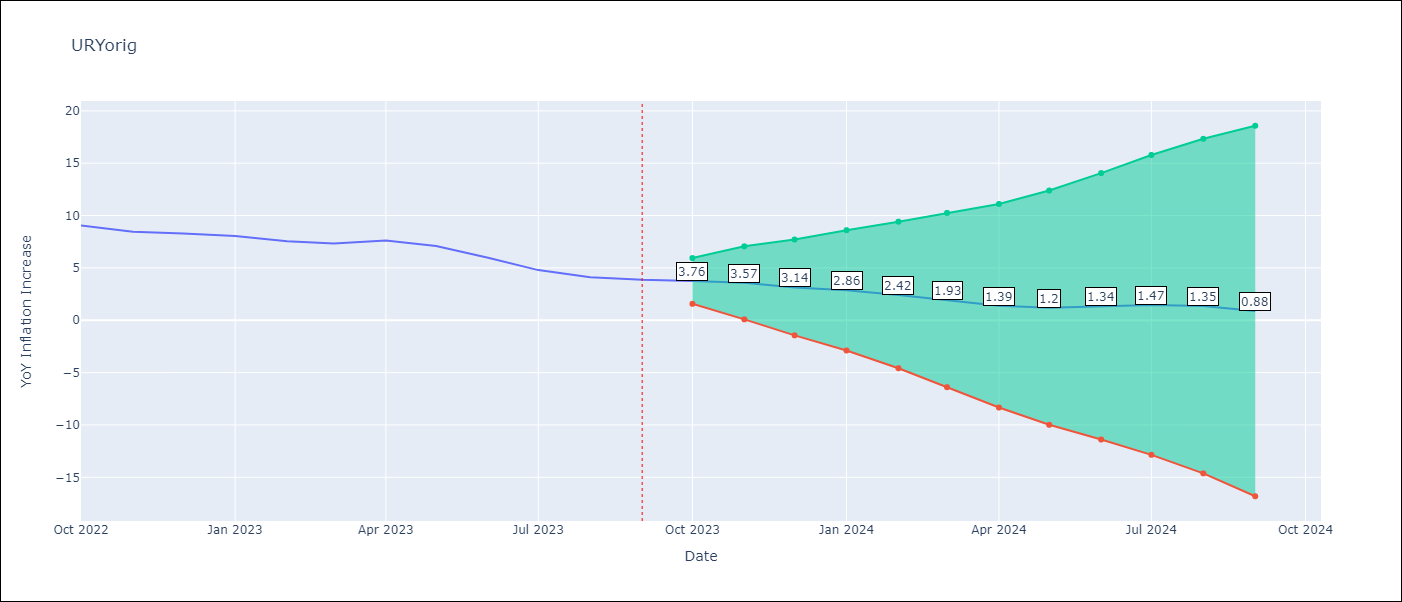 URYorig
YoY Inflation Increase
20
15
10
5
0
−5
−10
−15
3.76
3.57
3.14
2.86
2.42
1.93
1.39
1.2
1.34
1.47
1.35
0.88
Oct 2022
Jan 2023
Apr 2023
Jul 2023
Oct 2023
Jan 2024
Apr 2024
Jul 2024
Oct 2024
Date